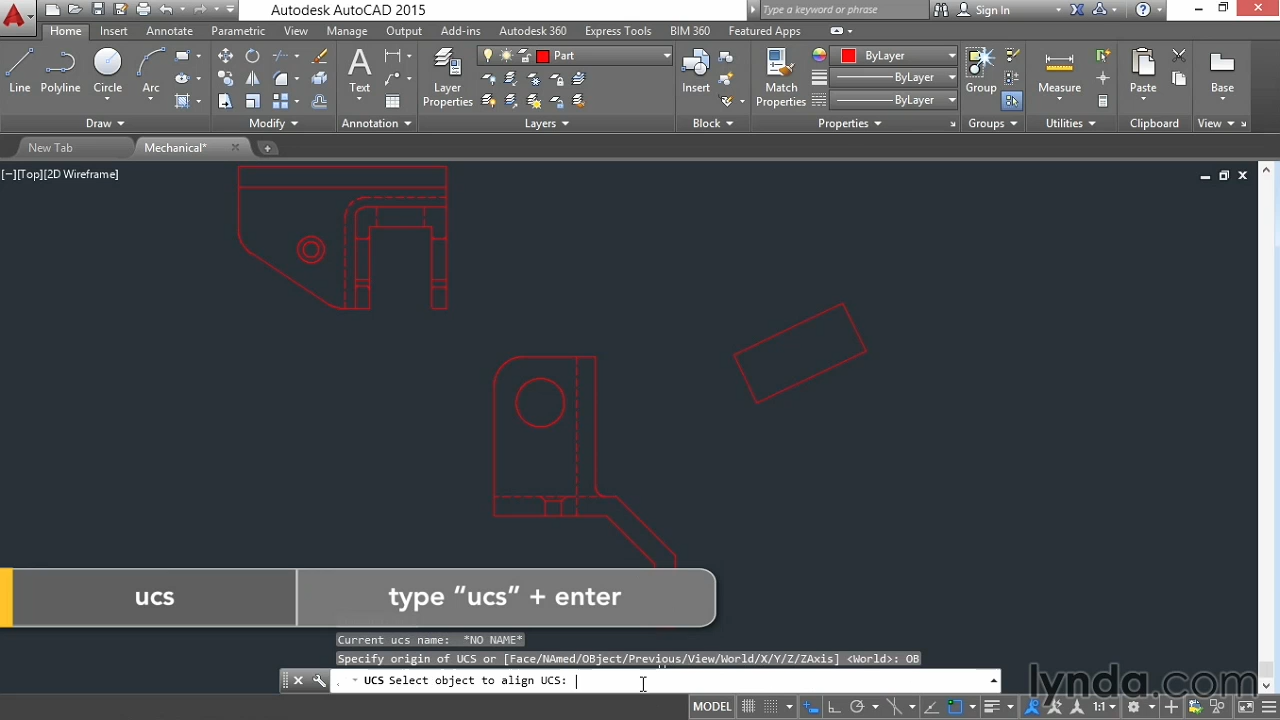 Autodesk AutoCAD 2015
Type a keyword or phrase
Sign In
Home Insert Annotate Parametric View Manage Output Add-ins Autodesk 360 Express Tools BIM 360 Featured Apps
Part
ByLayer
ByLayer
ByLayer
Line Polyline Circle Arc Text Layer Properties Insert Match Properties Group Measure Paste Base
Draw Modify Annotation Layers Block Properties Groups Utilities Clipboard View
New Tab Mechanical*
[−][Top][2D Wireframe]
ucs type "ucs" + enter
Current ucs name: *NO NAME*
Specify origin of UCS or [Face/NAmed/OBject/Previous/View/World/X/Y/Z/ZAxis] <World>: OB
UCS Select object to align UCS:
lynda.com
MODEL 1:1